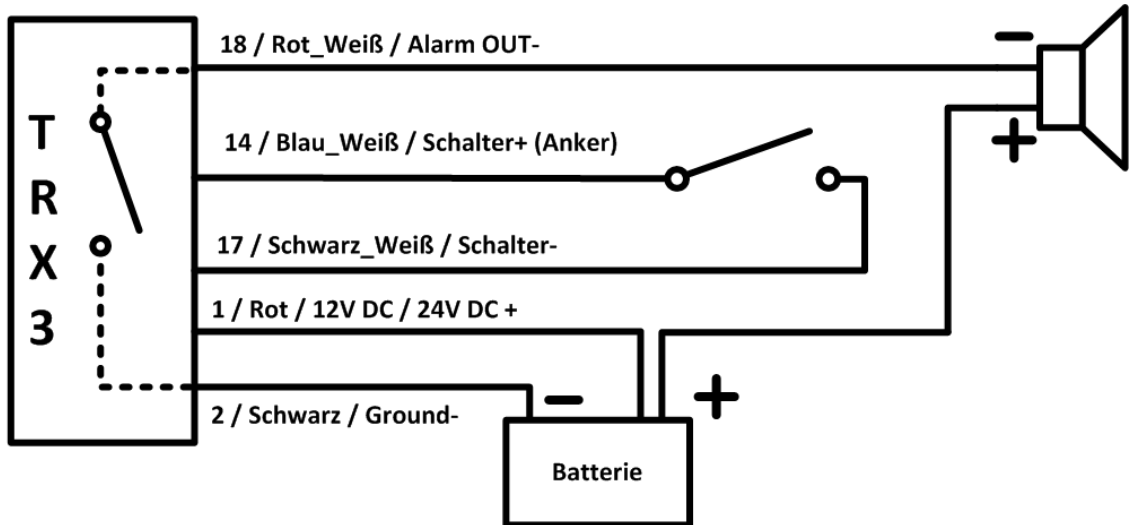 18 / Rot_Weiß / Alarm OUT-
-
14 / Blau_Weiß / Schalter+ (Anker)
+
TRX3
17 / Schwarz_Weiß / Schalter-
1 / Rot / 12V DC / 24V DC +
- +
2 / Schwarz / Ground-
Batterie